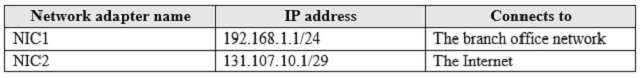 Network adapter name IP address Connects to
NIC1 192.168.1.1/24 The branch office network
NIC2 131.107.10.1/29 The Internet